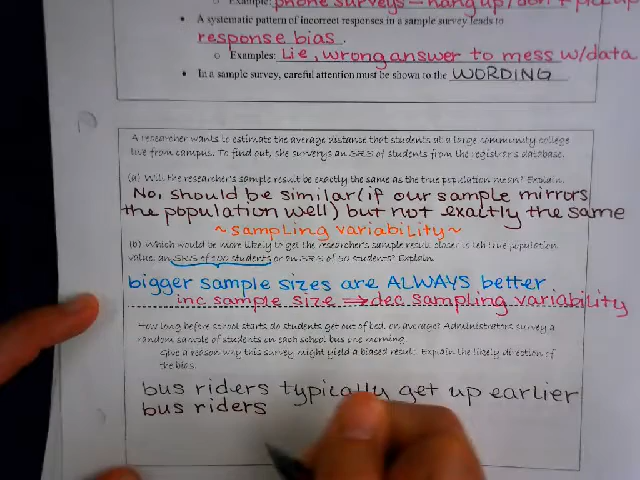 Example: phone surveys - hang up/don't pick up
• A systematic pattern of incorrect responses in a sample survey leads to
response bias.
o Examples: Lie, wrong answer to mess w/data
• In a sample survey, careful attention must be shown to the WORDING
A researcher wants to estimate the average distance that students at a large community college
live from campus. To find out, she surveys an SRS of students from the registrar's database.
(a) Will the researcher's sample result be exactly the same as the true population mean? Explain.
No, should be similar (if our sample mirrors
the population well) but not exactly the same
~sampling variability~
(b) Which would be more likely to get the researcher's sample result closer to teh true population
value: an SRS of 100 students or an SRS of 50 students? Explain
bigger sample sizes are ALWAYS better
inc sample size ⟹ dec sampling variability
How long before school starts do students get out of bed, on average? Administrators survey a
random sample of students on each school bus one morning.
Give a reason why this survey might yield a biased result. Explain the likely direction of
the bias.
bus riders typically get up earlier
bus riders